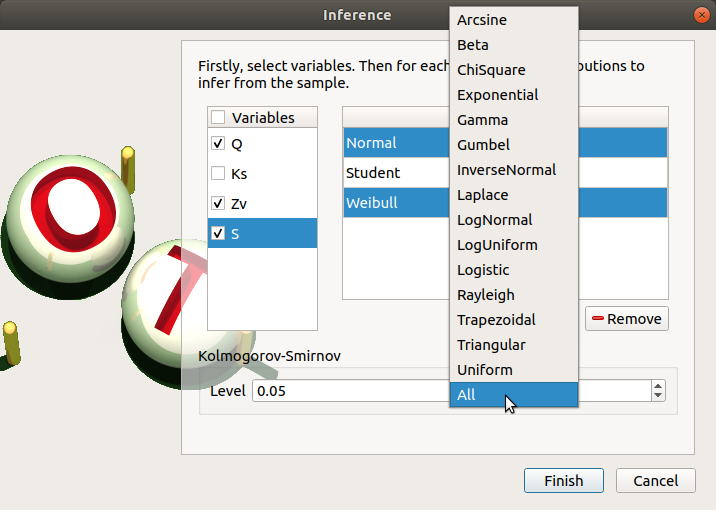 Inference
Firstly, select variables. Then for each
butions to
infer from the sample.
Variables
Q
Ks
Zv
S
Normal
Student
Weibull
Arcsine
Beta
ChiSquare
Exponential
Gamma
Gumbel
InverseNormal
Laplace
LogNormal
LogUniform
Logistic
Rayleigh
Trapezoidal
Triangular
Uniform
All
Remove
Kolmogorov-Smirnov
Level 0.05
Finish
Cancel